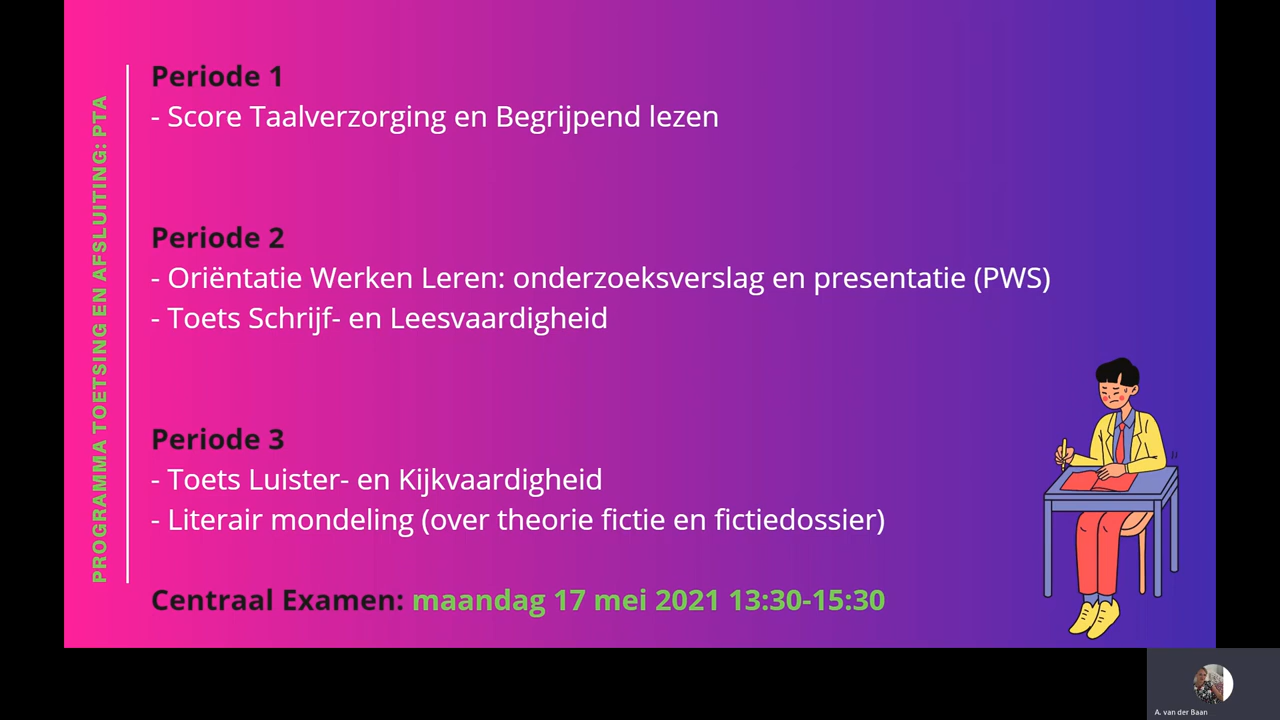 PROGRAMMA TOETSING EN AFSLUITING: PTA
Periode 1
- Score Taalverzorging en Begrijpend lezen
Periode 2
- Oriëntatie Werken Leren: onderzoeksverslag en presentatie (PWS)
- Toets Schrijf- en Leesvaardigheid
Periode 3
- Toets Luister- en Kijkvaardigheid
- Literair mondeling (over theorie fictie en fictiedossier)
Centraal Examen: maandag 17 mei 2021 13:30-15:30
A. van der Baan